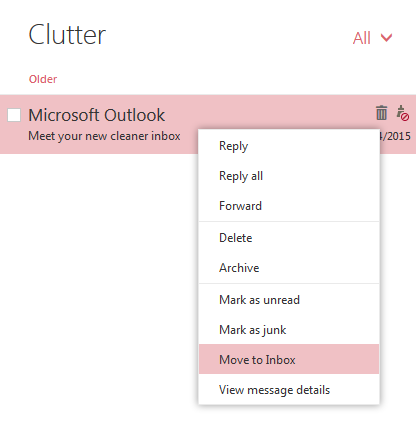 Clutter
All
Older
Microsoft Outlook
Meet your new cleaner inbox
4/2015
Reply
Reply all
Forward
Delete
Archive
Mark as unread
Mark as junk
Move to Inbox
View message details